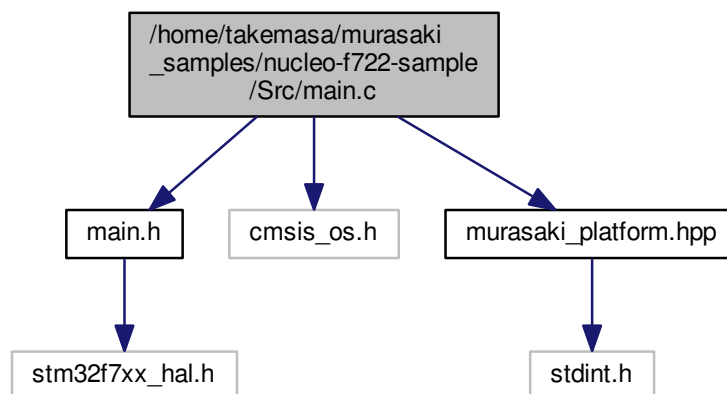 /home/takemasa/murasaki
_samples/nucleo-f722-sample
/Src/main.c
main.h
cmsis_os.h
murasaki_platform.hpp
stm32f7xx_hal.h
stdint.h